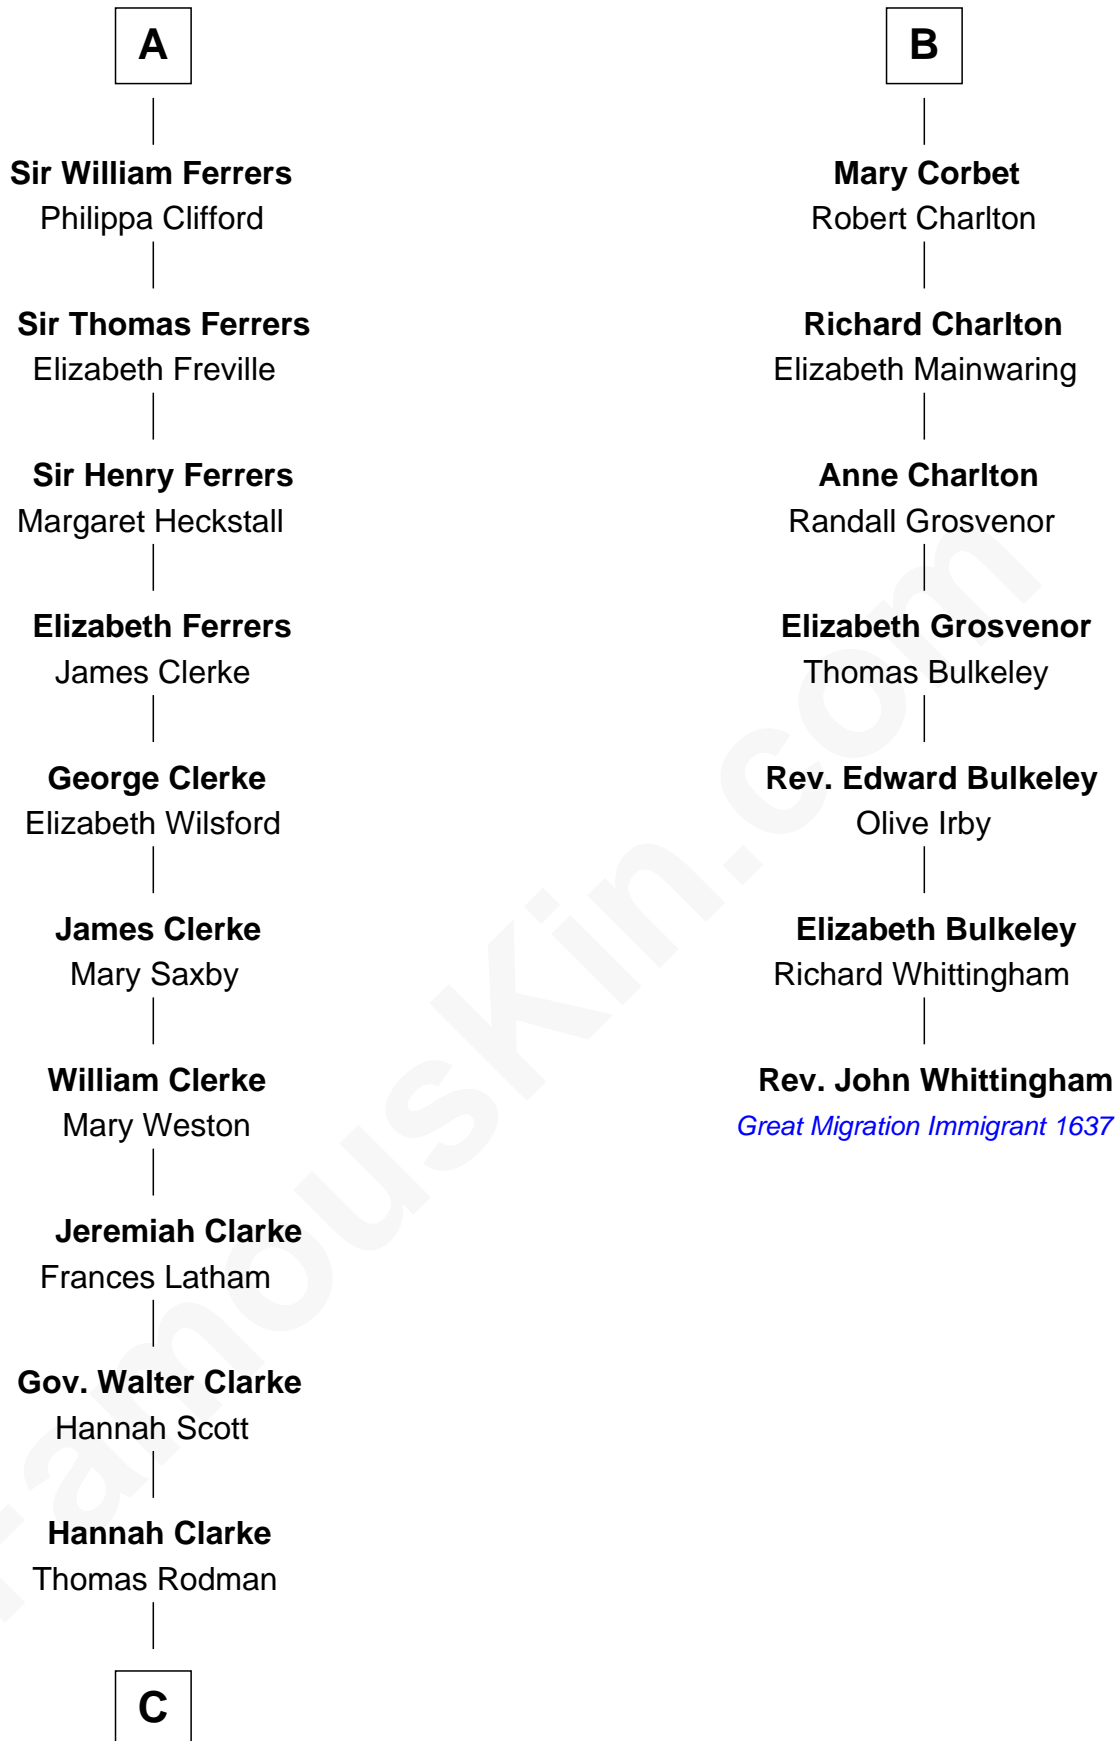 A
Sir William Ferrers
Philippa Clifford
Sir Thomas Ferrers
Elizabeth Freville
Sir Henry Ferrers
Margaret Heckstall
Elizabeth Ferrers
James Clerke
George Clerke
Elizabeth Wilsford
James Clerke
Mary Saxby
William Clerke
Mary Weston
Jeremiah Clarke
Frances Latham
Gov. Walter Clarke
Hannah Scott
Hannah Clarke
Thomas Rodman
C
B
Mary Corbet
Robert Charlton
Richard Charlton
Elizabeth Mainwaring
Anne Charlton
Randall Grosvenor
Elizabeth Grosvenor
Thomas Bulkeley
Rev. Edward Bulkeley
Olive Irby
Elizabeth Bulkeley
Richard Whittingham
Rev. John Whittingham
Great Migration Immigrant 1637
FamousKin.com